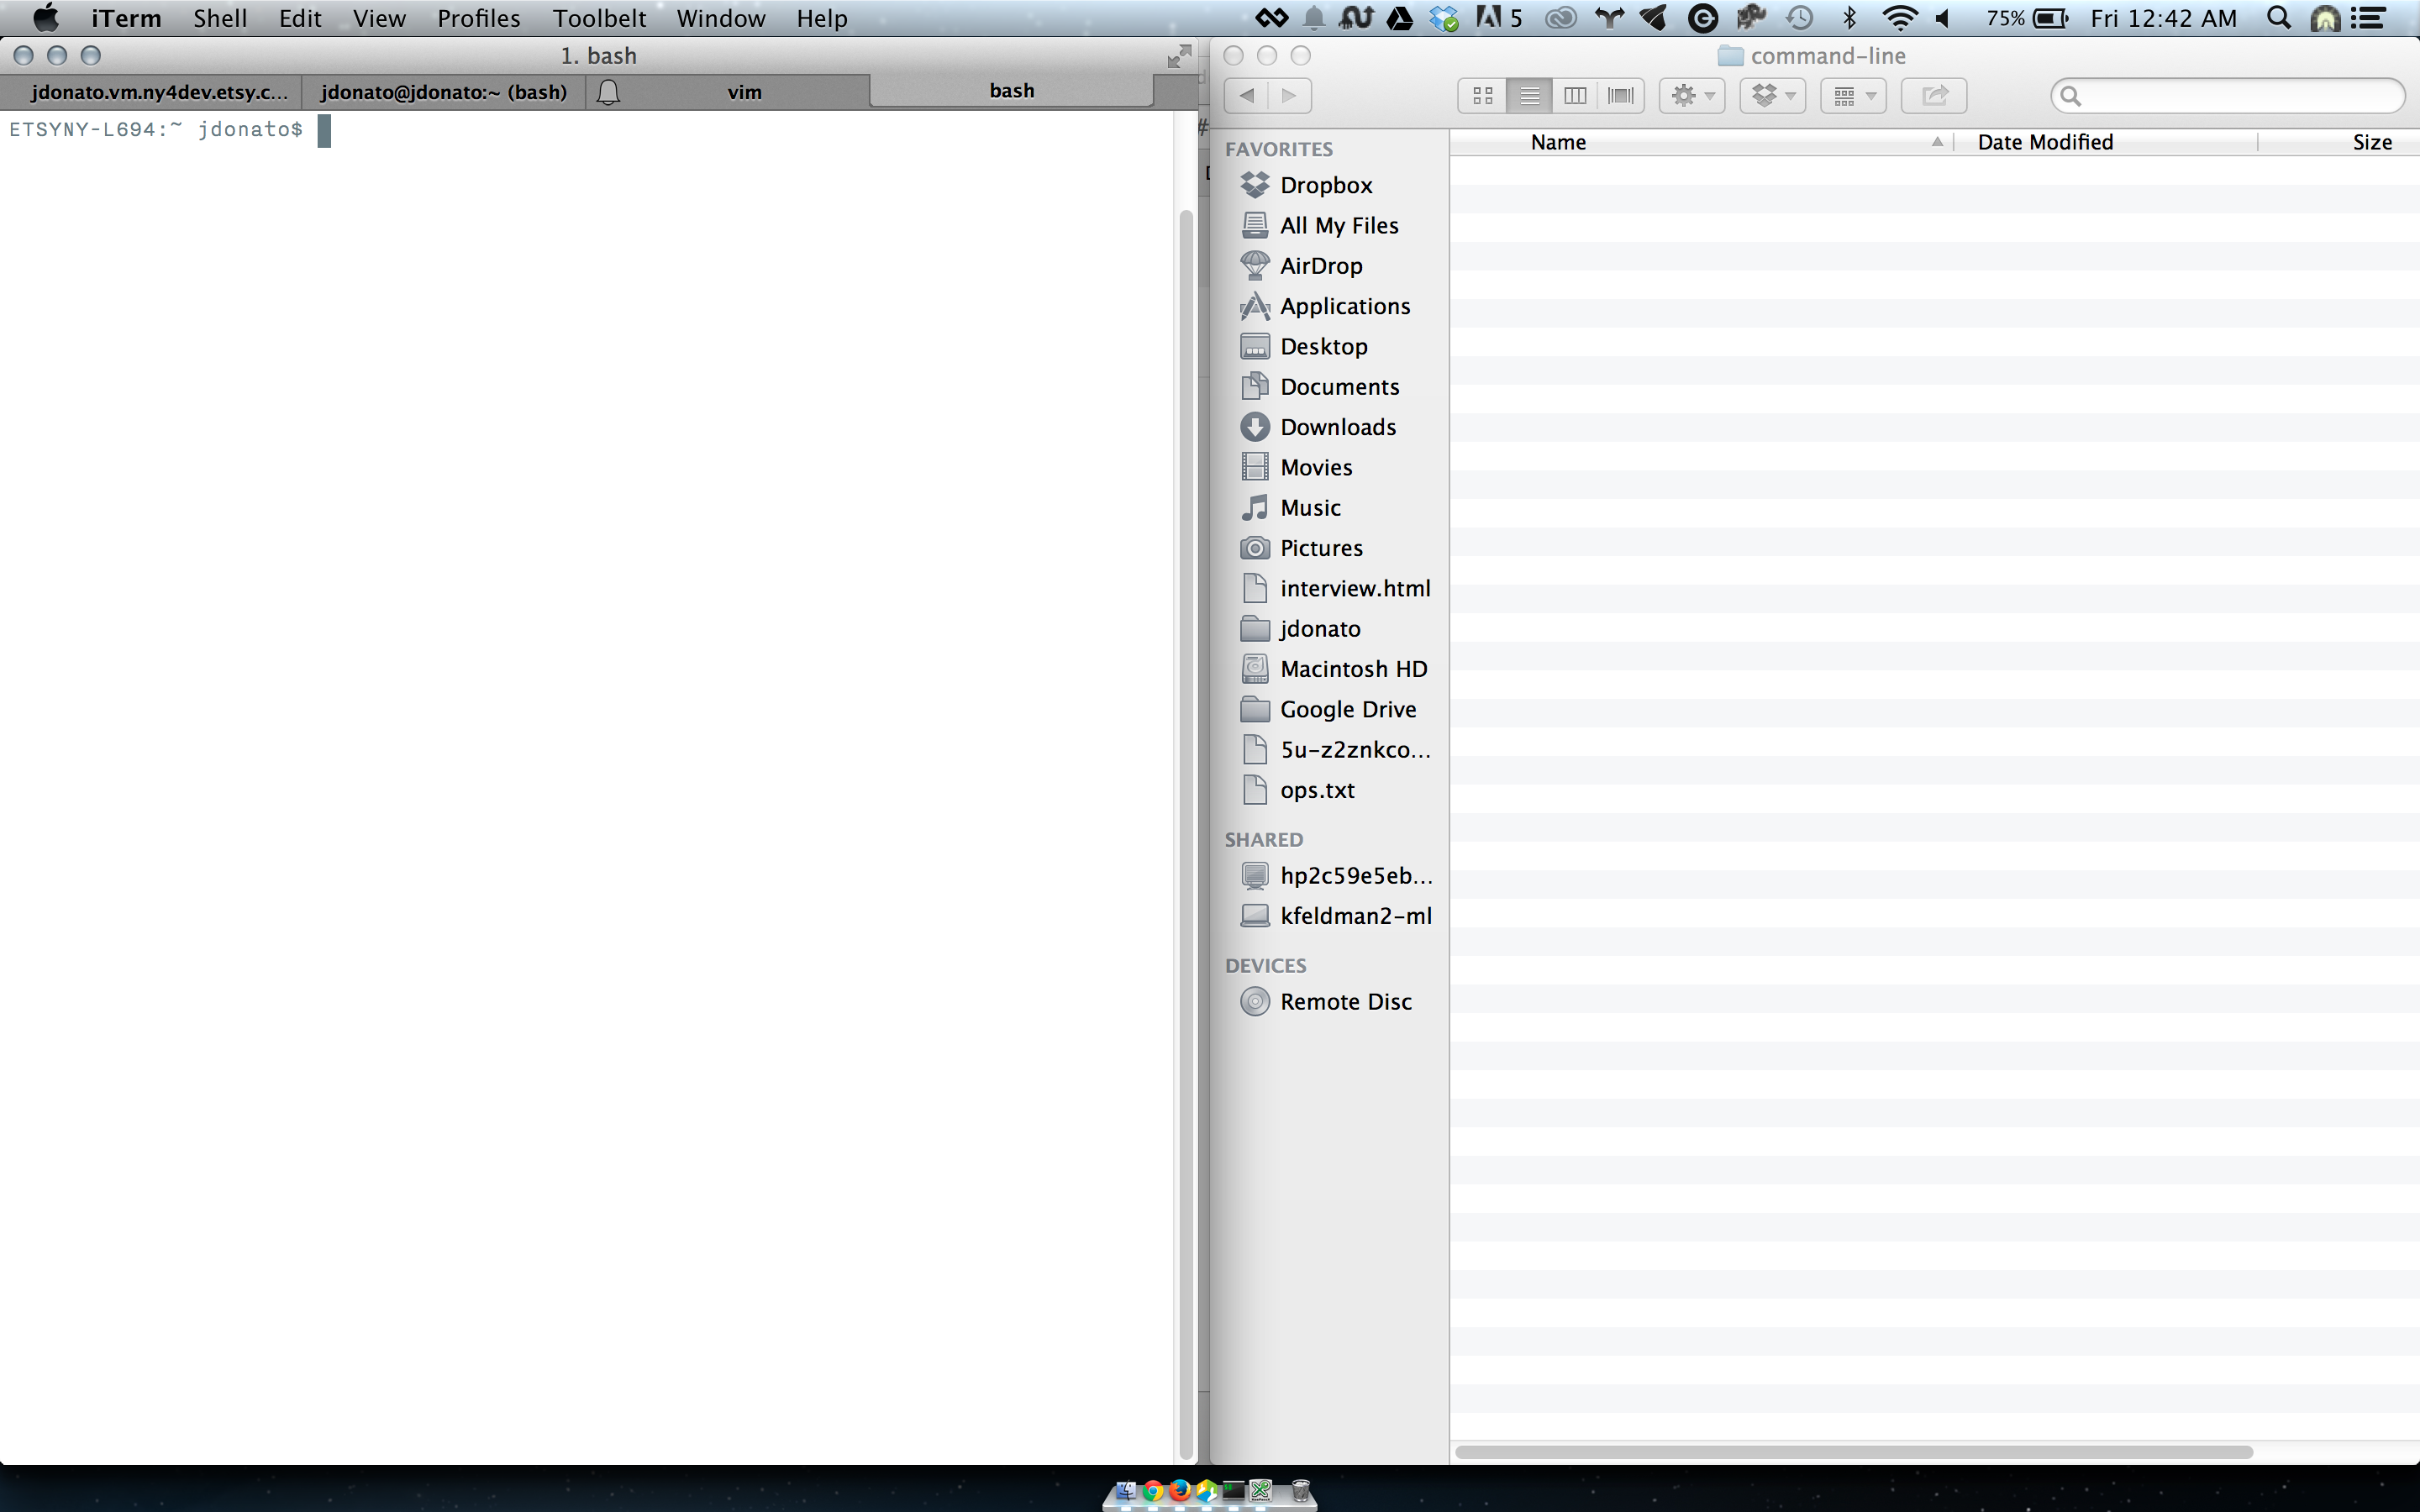 iTerm Shell Edit View Profiles Toolbelt Window Help 5 75% Fri 12:42 AM
1. bash
jdonato.vm.ny4dev.etsy.c... jdonato@jdonato:~ (bash) vim bash
ETSYNY-L694:~ jdonato$
#
command-line
Name Date Modified Size
FAVORITES
Dropbox
All My Files
AirDrop
Applications
Desktop
Documents
Downloads
Movies
Music
Pictures
interview.html
jdonato
Macintosh HD
Google Drive
5u-z2znkco...
ops.txt
SHARED
hp2c59e5eb...
kfeldman2-ml
DEVICES
Remote Disc